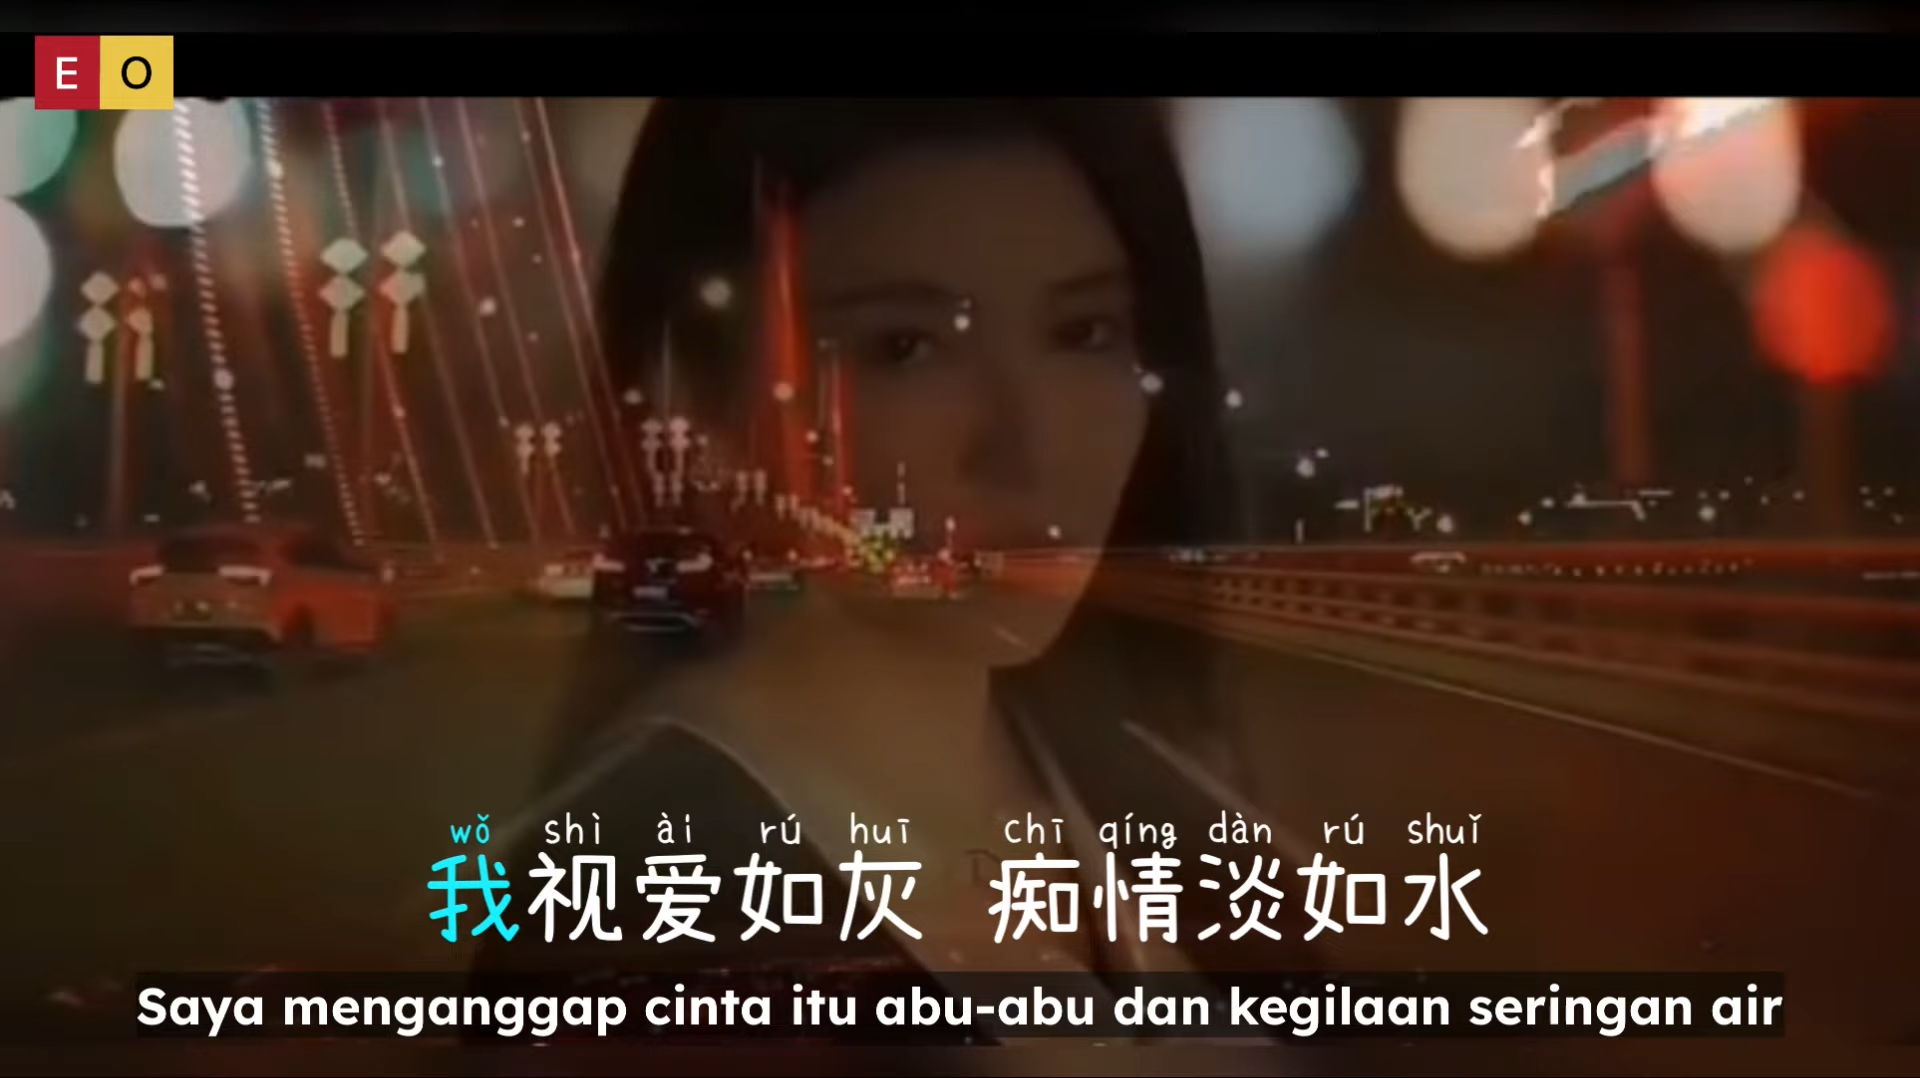 E O
wǒ shì ài rú huī chī qíng dàn rú shuǐ
我视爱如灰 痴情淡如水
Saya menganggap cinta itu abu-abu dan kegilaan seringan air